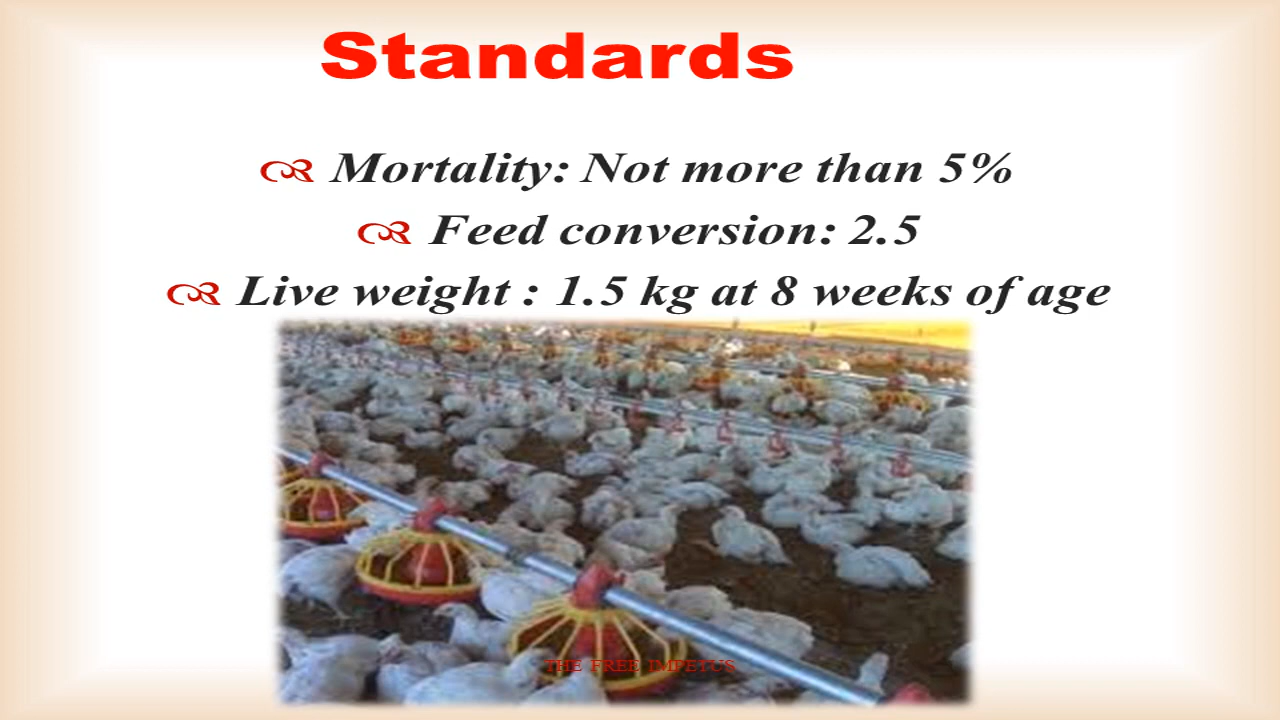 Standards
Mortality: Not more than 5%
Feed conversion: 2.5
Live weight : 1.5 kg at 8 weeks of age
THE FREE IMPETUS